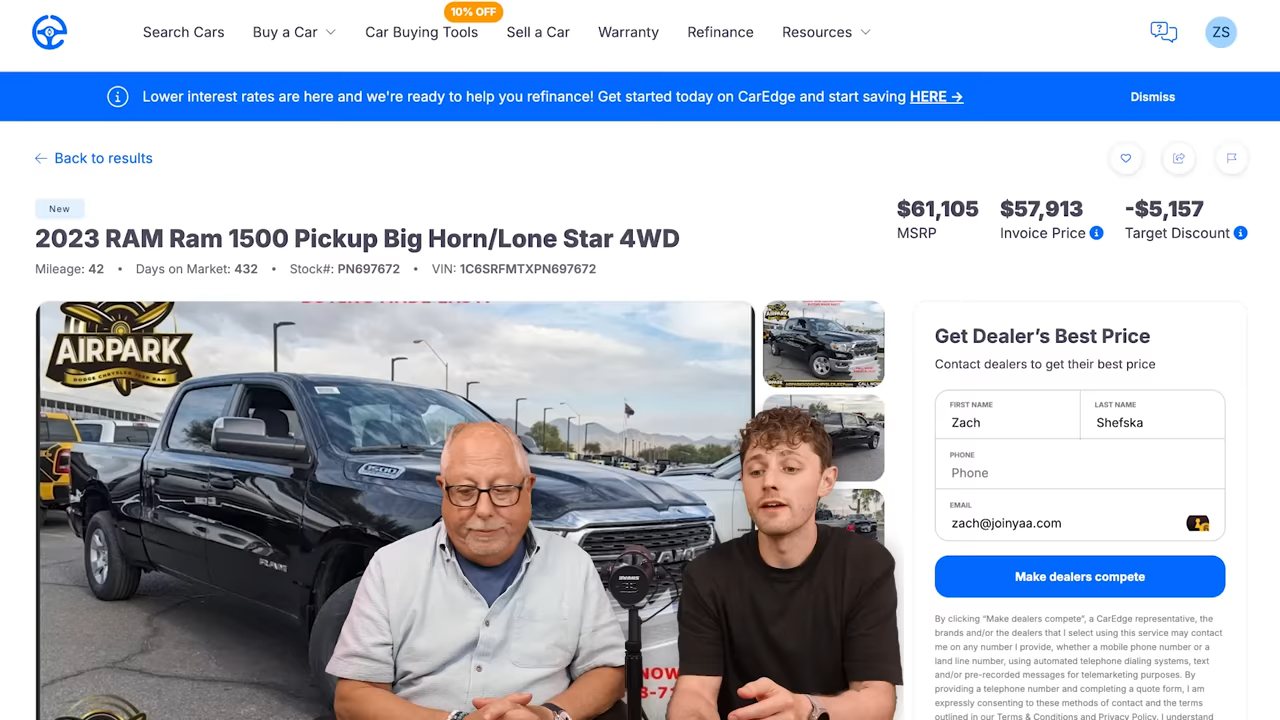 10% OFF
Search Cars
Buy a Car
Car Buying Tools
Sell a Car
Warranty
Refinance
Resources
ZS
Lower interest rates are here and we're ready to help you refinance! Get started today on CarEdge and start saving HERE →
Dismiss
← Back to results
New
$61,105
MSRP
$57,913
Invoice Price
-$5,157
Target Discount
2023 RAM Ram 1500 Pickup Big Horn/Lone Star 4WD
Mileage: 42 • Days on Market: 432 • Stock#: PN697672 • VIN: 1C6SRFMTXPN697672
AIRPARK
DODGE CHRYSLER JEEP RAM
1500
RAM
RAM
AIRPARK
Get Dealer's Best Price
Contact dealers to get their best price
FIRST NAME
Zach
LAST NAME
Shefska
PHONE
Phone
EMAIL
zach@joinyaa.com
Make dealers compete
By clicking “Make dealers compete”, a CarEdge representative, the
brands and/or the dealers that I select using this service may contact
me on any number I provide, whether a mobile phone number or a
land line number, using automated telephone dialing systems, text
and/or pre-recorded messages for telemarketing purposes. By
providing a telephone number and completing a quote form, I am
expressly consenting to these methods of contact and the terms
outlined in our Terms & Conditions and Privacy Policy. I understand